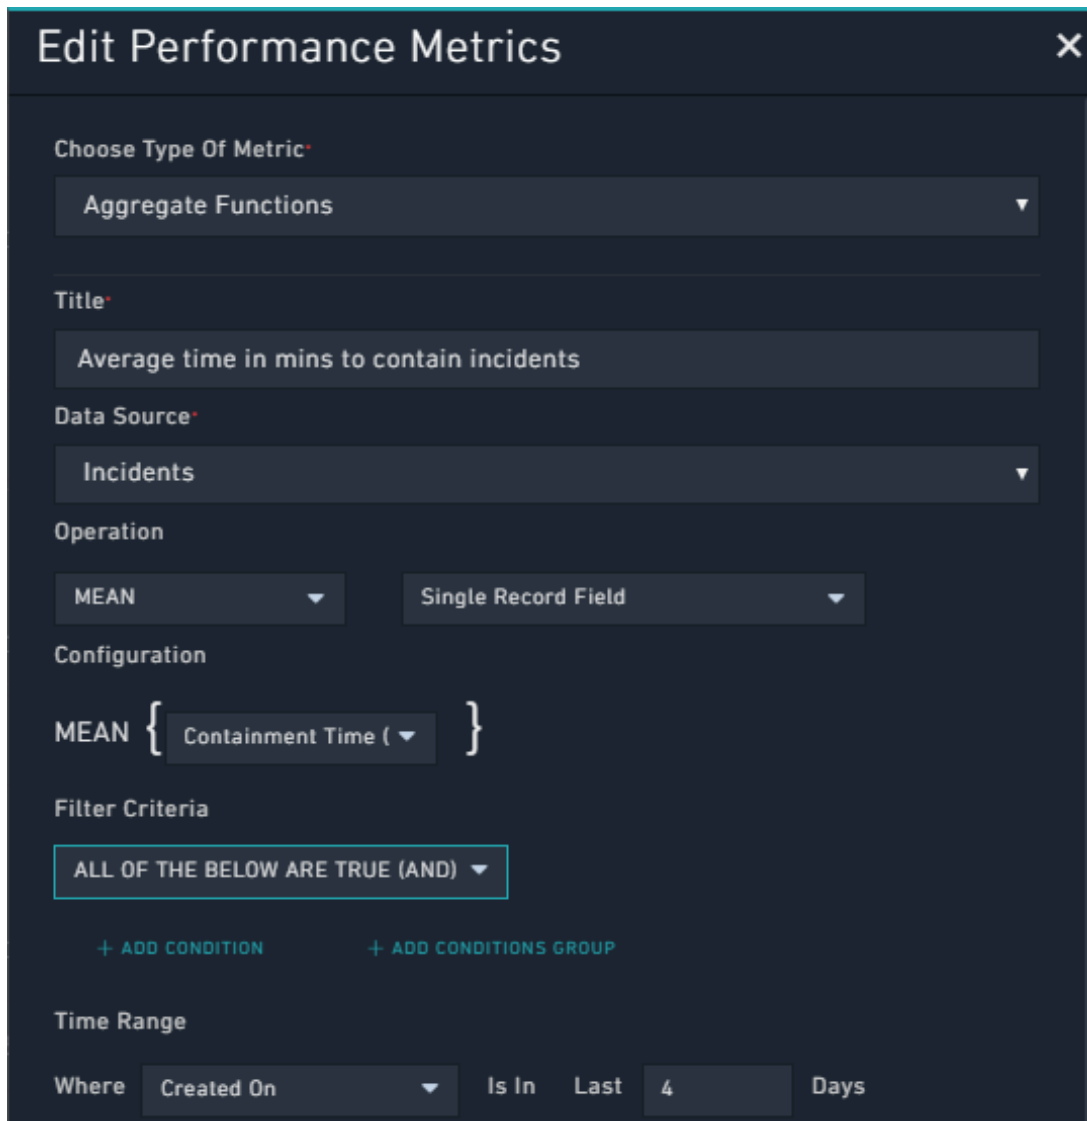 Edit Performance Metrics
Choose Type Of Metric*
Aggregate Functions
Title*
Average time in mins to contain incidents
Data Source*
Incidents
Operation
MEAN Single Record Field
Configuration
MEAN { Containment Time ( }
Filter Criteria
ALL OF THE BELOW ARE TRUE (AND)
+ ADD CONDITION + ADD CONDITIONS GROUP
Time Range
Where Created On Is In Last 4 Days